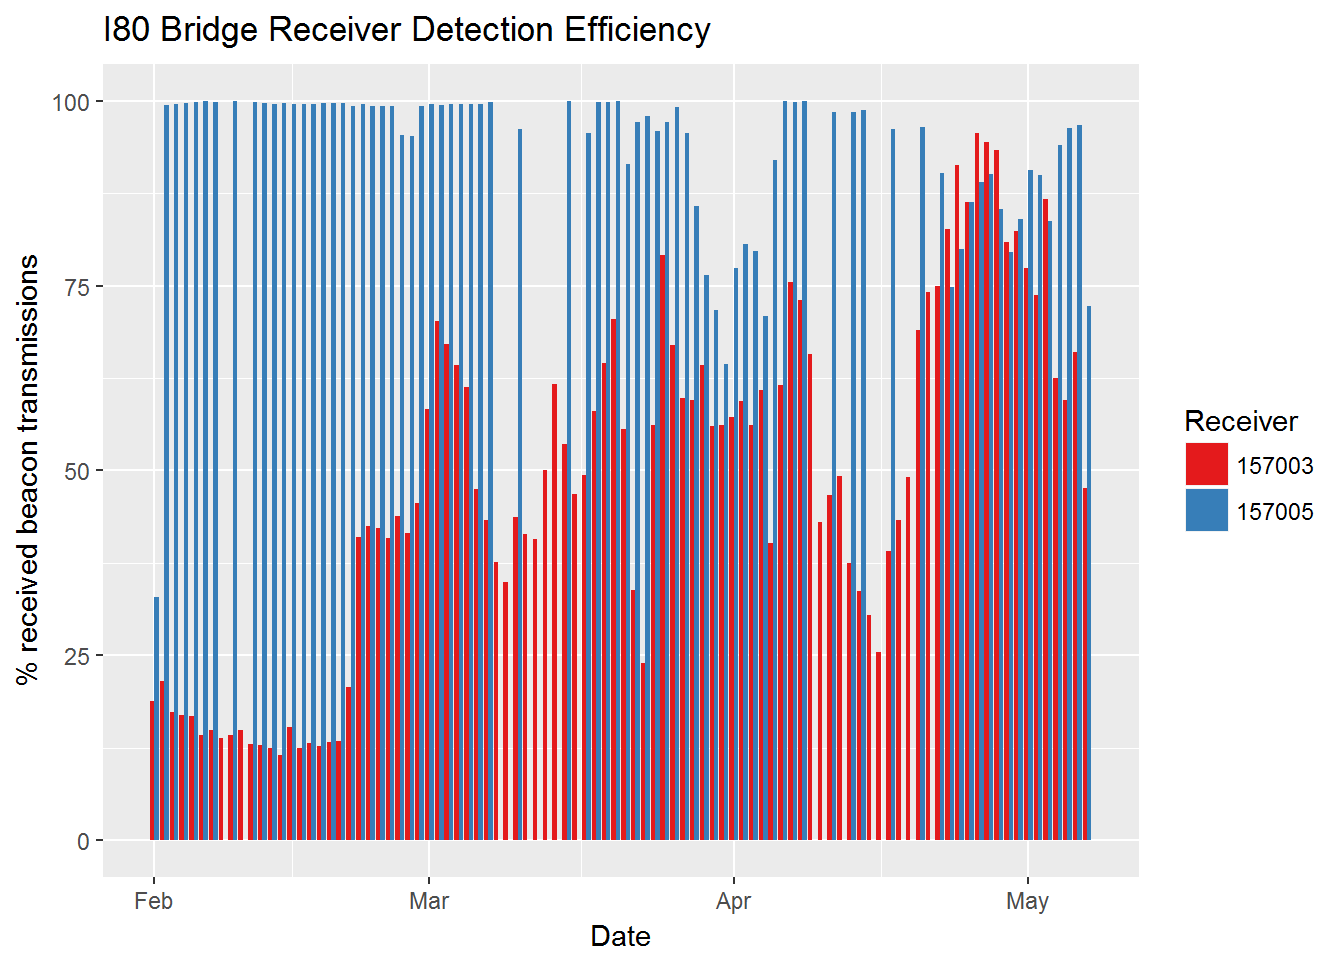 I80 Bridge Receiver Detection Efficiency
% received beacon transmissions
100
75
50
25
0
Feb
Mar
Apr
May
Date
Receiver
157003
157005